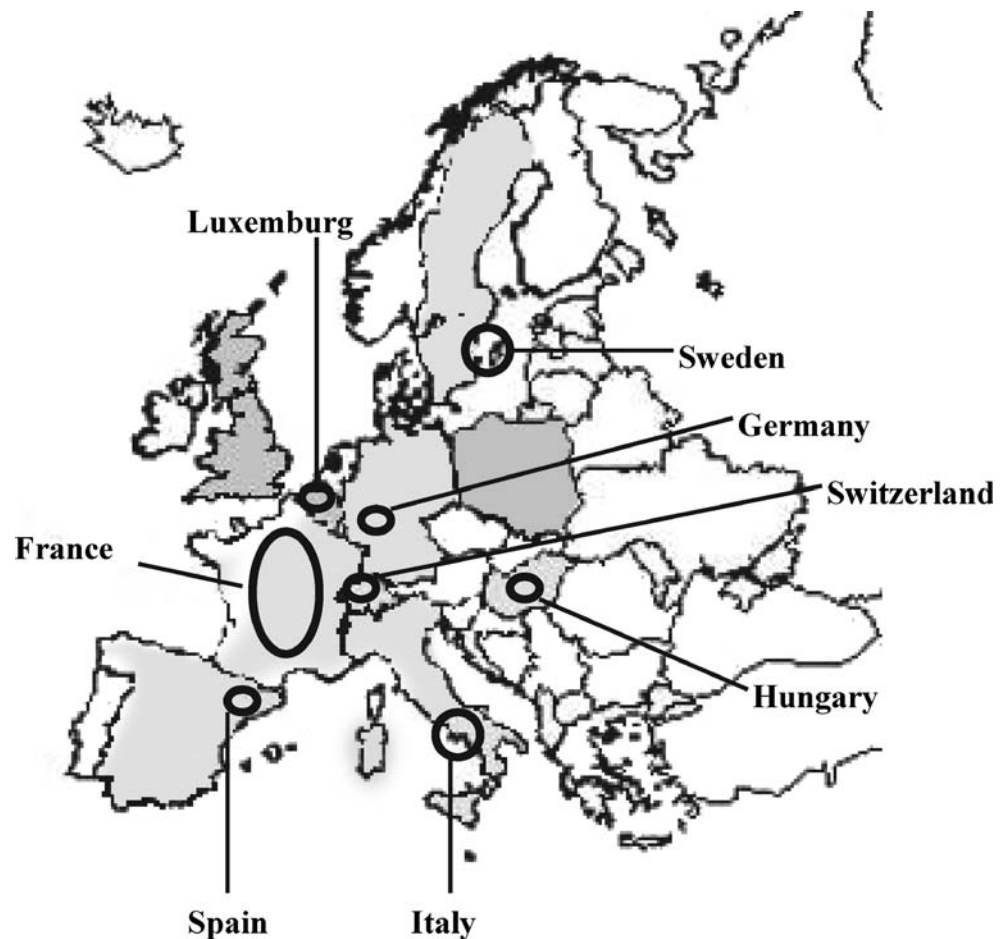 Luxemburg
Sweden
Germany
Switzerland
France
Hungary
Spain
Italy